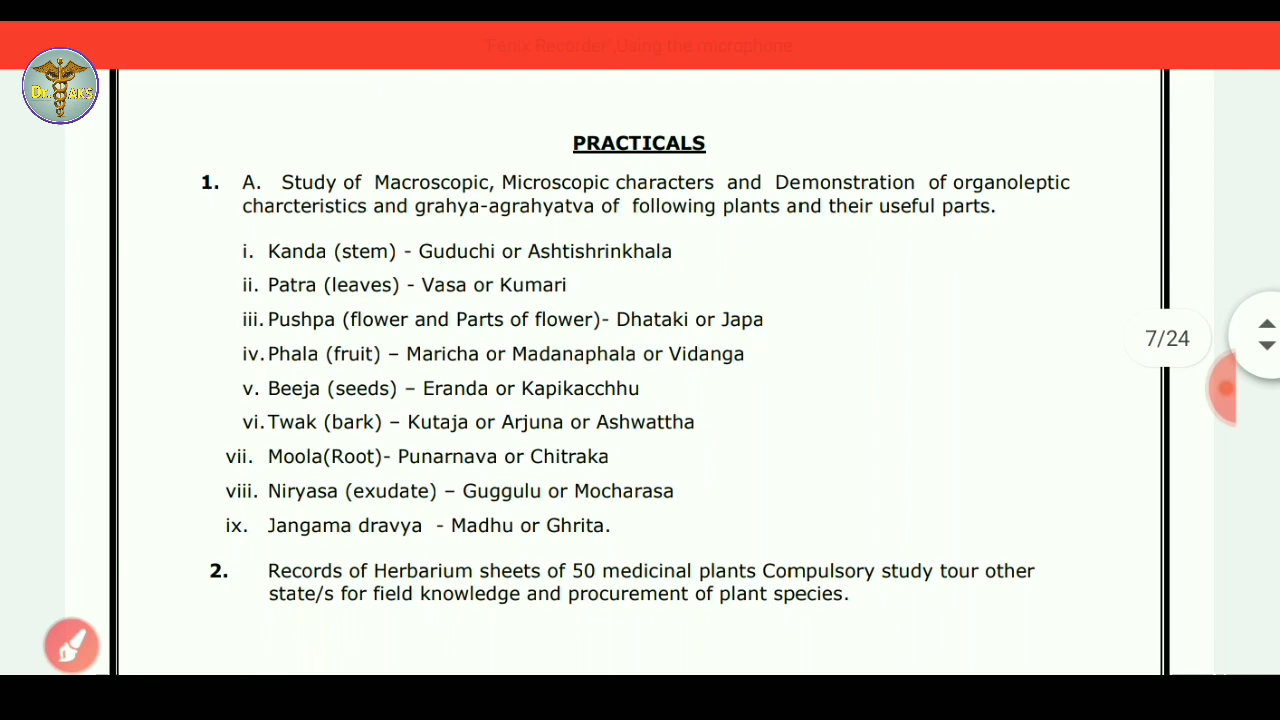 'Fenix Recorder',Using the microphone
Dr. AKS
PRACTICALS
1. A. Study of Macroscopic, Microscopic characters and Demonstration of organoleptic
charcteristics and grahya-agrahyatva of following plants and their useful parts.
i. Kanda (stem) - Guduchi or Ashtishrinkhala
ii. Patra (leaves) - Vasa or Kumari
iii. Pushpa (flower and Parts of flower)- Dhataki or Japa
iv. Phala (fruit) – Maricha or Madanaphala or Vidanga
7/24
v. Beeja (seeds) – Eranda or Kapikacchhu
vi. Twak (bark) – Kutaja or Arjuna or Ashwattha
vii. Moola(Root)- Punarnava or Chitraka
viii. Niryasa (exudate) – Guggulu or Mocharasa
ix. Jangama dravya - Madhu or Ghrita.
2. Records of Herbarium sheets of 50 medicinal plants Compulsory study tour other
state/s for field knowledge and procurement of plant species.